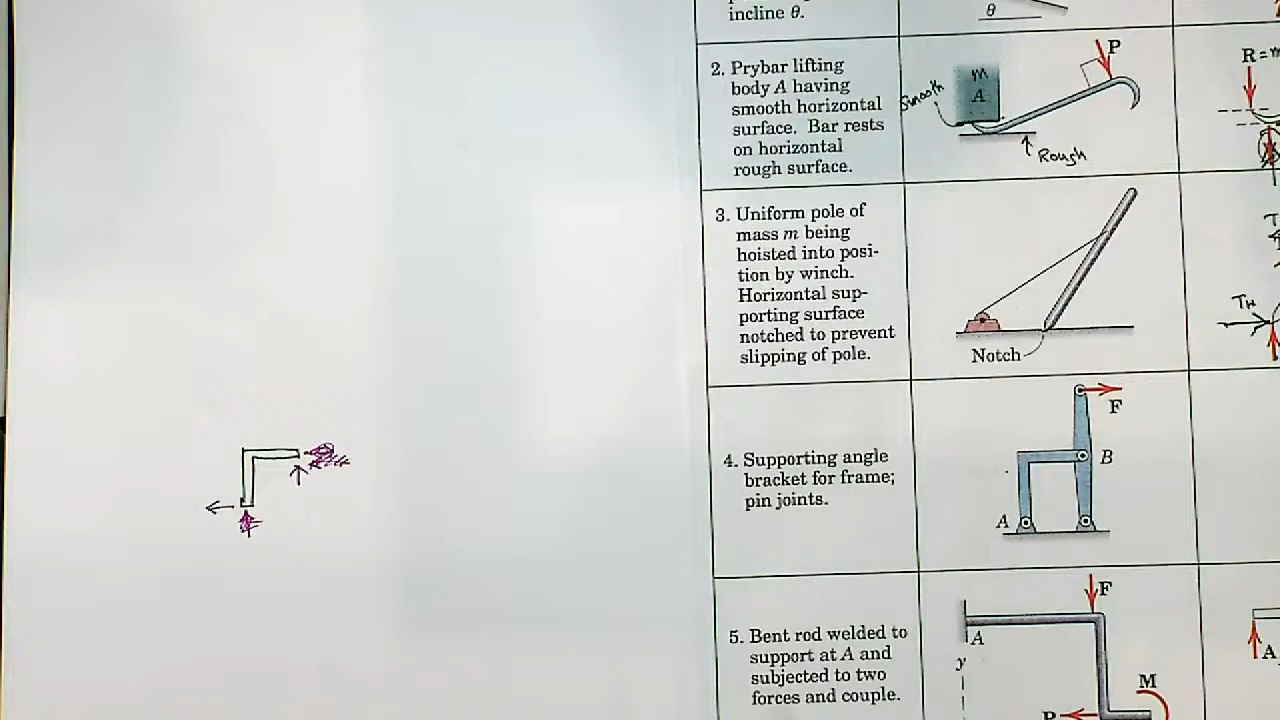 incline θ.
θ
2. Prybar lifting
body A having
smooth horizontal
surface. Bar rests
on horizontal
rough surface.
P
m
A
Smooth
Rough
R=m
3. Uniform pole of
mass m being
hoisted into posi-
tion by winch.
Horizontal sup-
porting surface
notched to prevent
slipping of pole.
Notch
T
TH
4. Supporting angle
bracket for frame;
pin joints.
F
B
A
5. Bent rod welded to
support at A and
subjected to two
forces and couple.
F
A
y
M
P
A